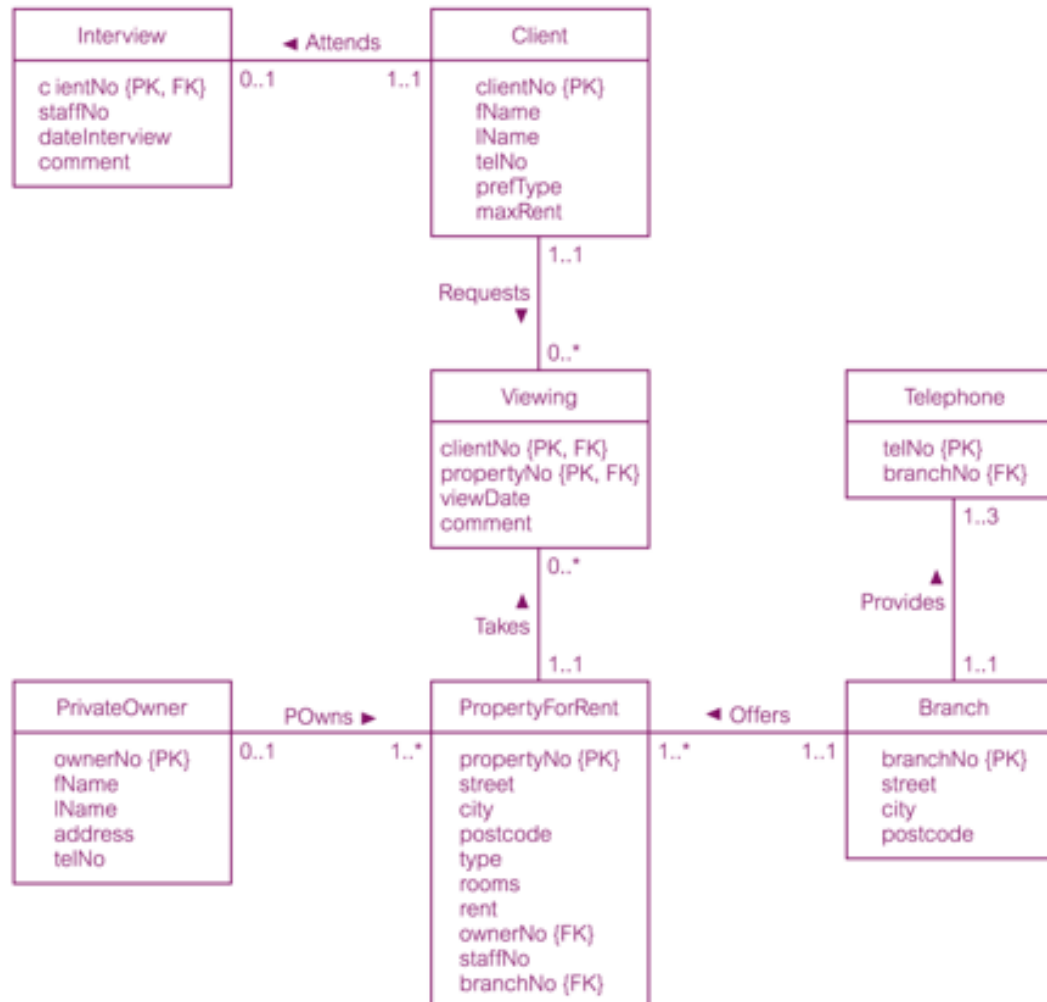 Interview
c ientNo {PK, FK}
staffNo
dateInterview
comment
◄ Attends
0..1
1..1
Client
clientNo {PK}
fName
lName
telNo
prefType
maxRent
1..1
Requests
▼
0..*
Viewing
clientNo {PK, FK}
propertyNo {PK, FK}
viewDate
comment
0..*
▲
Takes
1..1
Telephone
telNo {PK}
branchNo {FK}
1..3
▲
Provides
1..1
PrivateOwner
ownerNo {PK}
fName
lName
address
telNo
POwns ►
0..1
1..*
PropertyForRent
propertyNo {PK}
street
city
postcode
type
rooms
rent
ownerNo {FK}
staffNo
branchNo {FK}
◄ Offers
1..*
1..1
Branch
branchNo {PK}
street
city
postcode